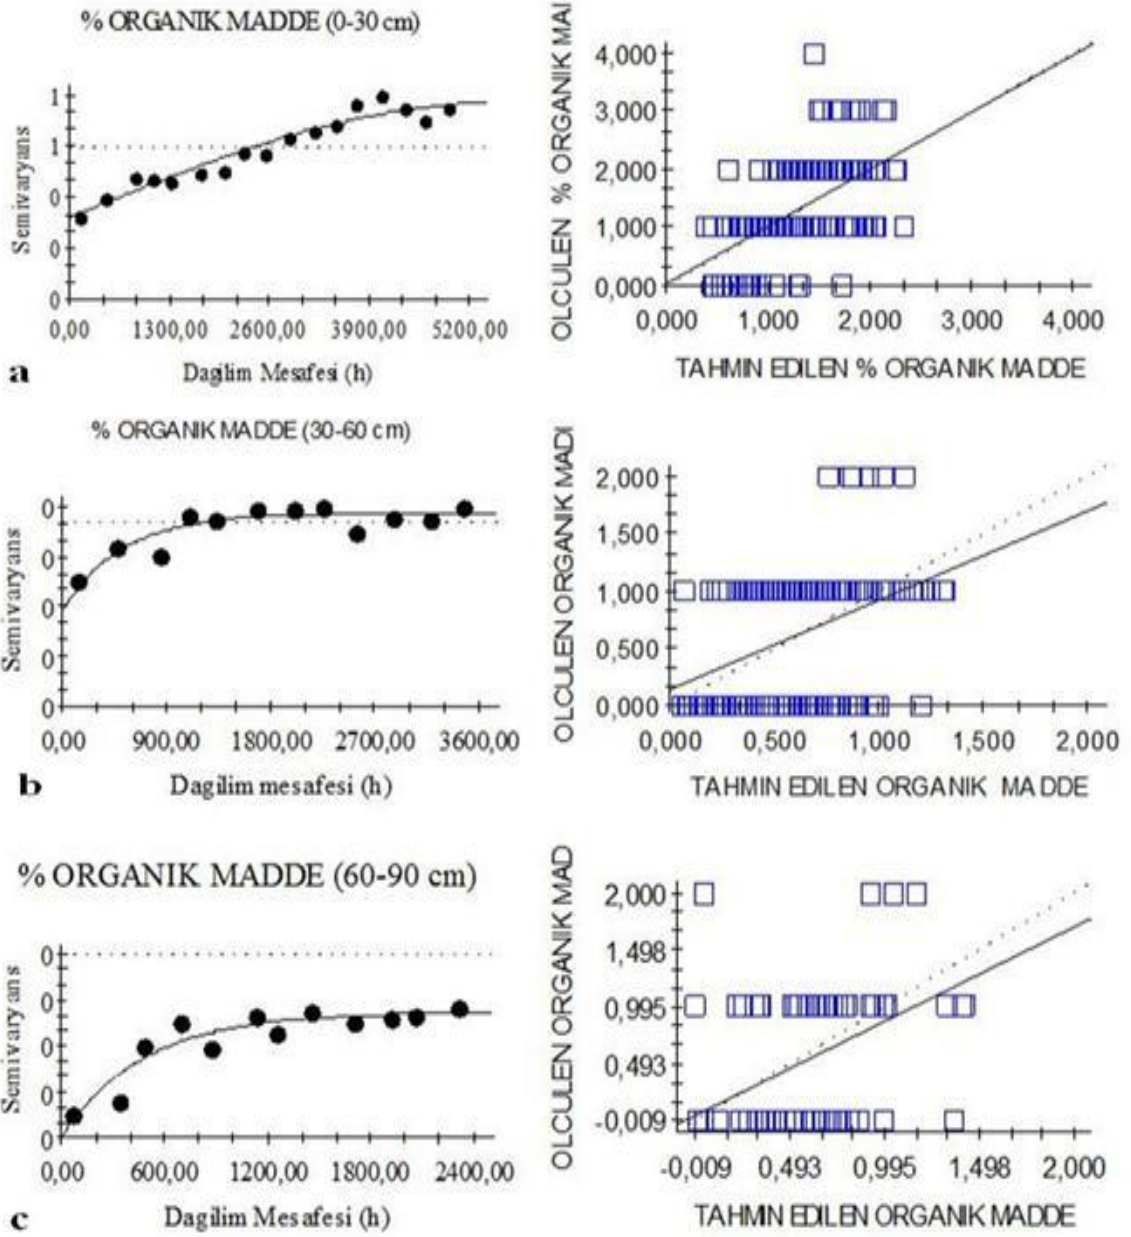 % ORGANIK MADDE (0-30 cm)
Semivaryans
1
1
0
0
0
0,00 1300,00 2600,00 3900,00 5200,00
Dagilim Mesafesi (h)
a
OLCULEN % ORGANIK MAI
4,000
3,000
2,000
1,000
0,000
0,000 1,000 2,000 3,000 4,000
TAHMIN EDILEN % ORGANIK MADDE
% ORGANIK MADDE (30-60 cm)
Semivaryans
0
0
0
0
0
0,00 900,00 1800,00 2700,00 3600,00
Dagilim mesafesi (h)
b
OLCULEN ORGANIK MADI
2,000
1,500
1,000
0,500
0,000
0,000 0,500 1,000 1,500 2,000
TAHMIN EDILEN ORGANIK MADDE
% ORGANIK MADDE (60-90 cm)
Semivaryans
0
0
0
0
0
0,00 600,00 1200,00 1800,00 2400,00
Dagilim Mesafesi (h)
c
OLCULEN ORGANIK MAD
2,000
1,498
0,995
0,493
-0,009
-0,009 0,493 0,995 1,498 2,000
TAHMIN EDILEN ORGANIK MADDE